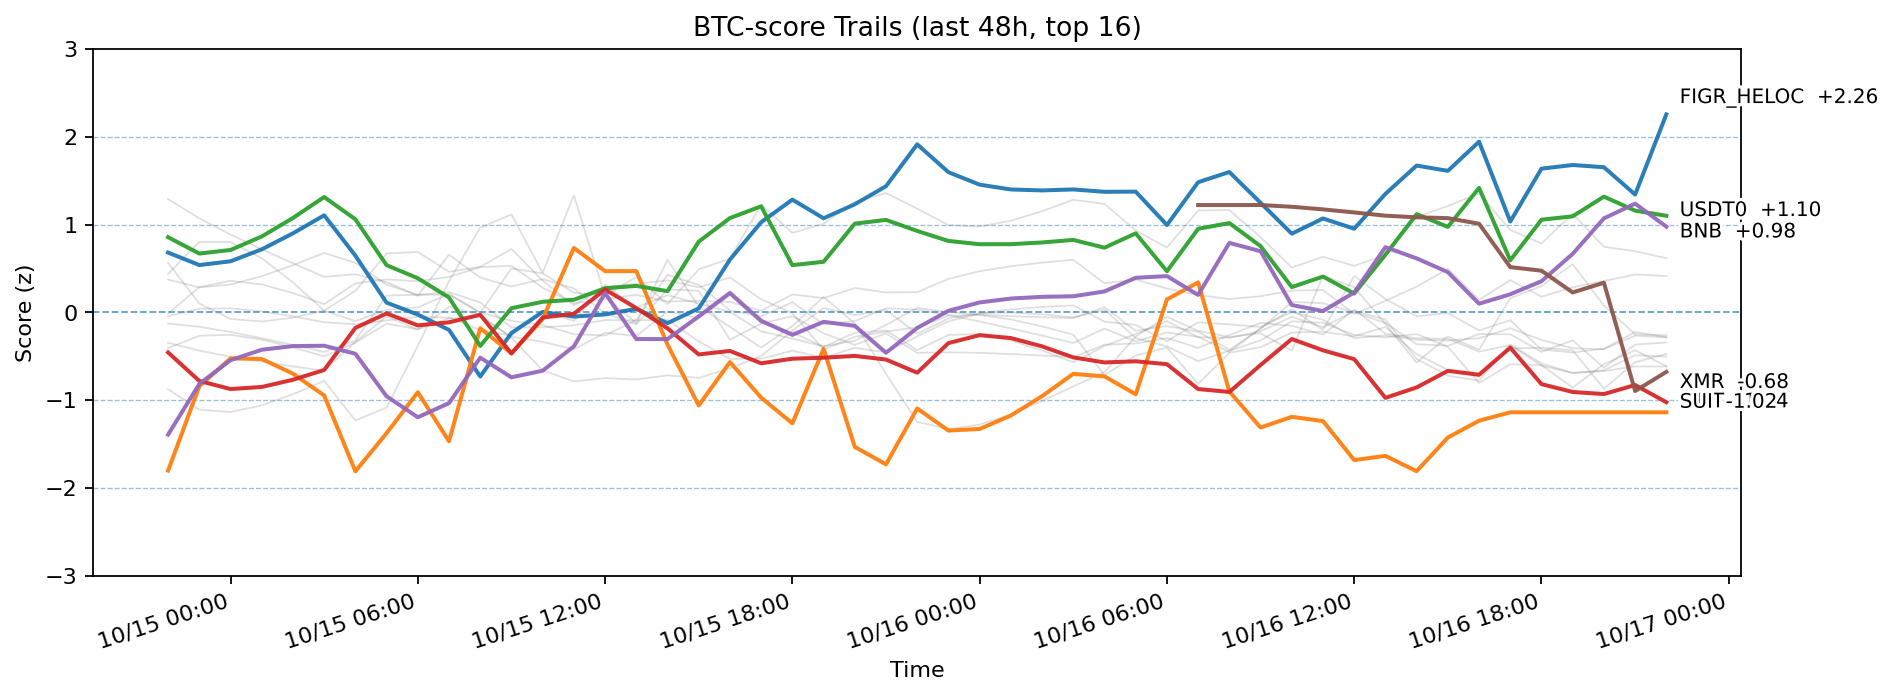 BTC-score Trails (last 48h, top 16)
Score (z)
3
2
1
0
−1
−2
−3
FIGR_HELOC +2.26
USDT0 +1.10
BNB +0.98
XMR -0.68
10/15 00:00
10/15 06:00
10/15 12:00
10/15 18:00
10/16 00:00
10/16 06:00
10/16 12:00
10/16 18:00
10/17 00:00
Time